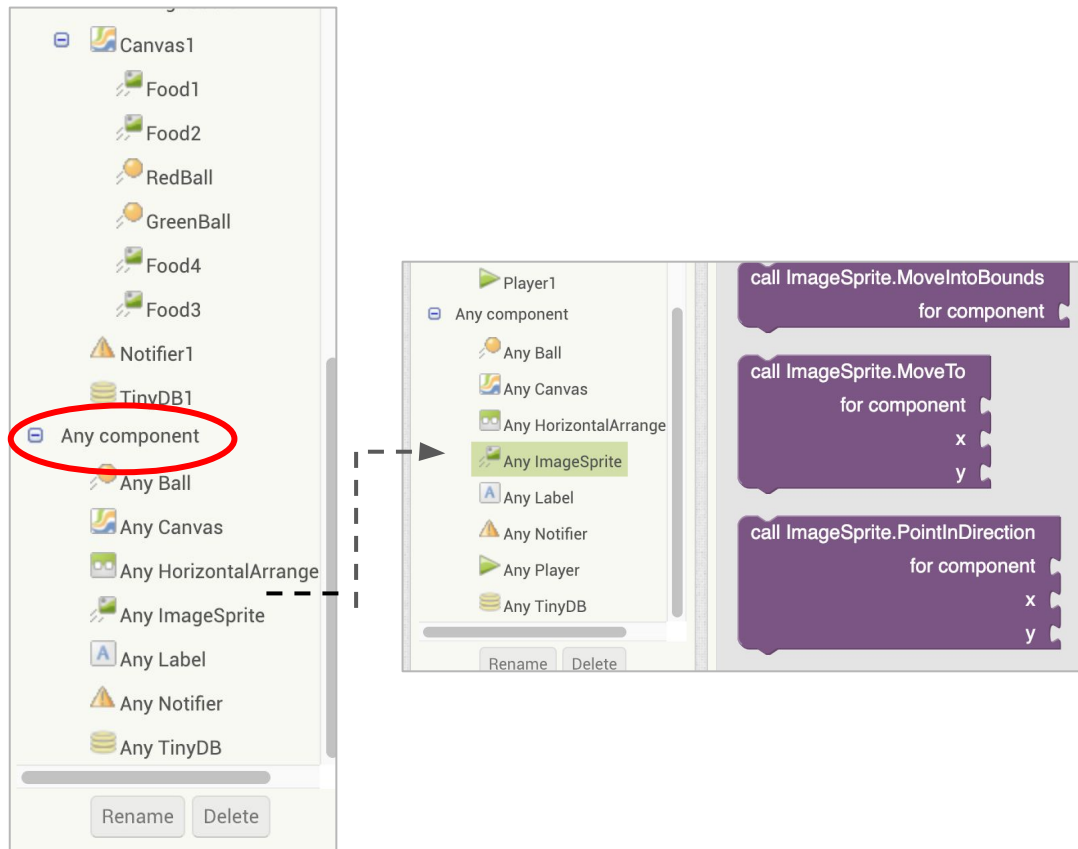 Canvas1
Food1
Food2
RedBall
GreenBall
Food4
Food3
Notifier1
TinyDB1
Any component
Any Ball
Any Canvas
Any HorizontalArrange
Any ImageSprite
Any Label
Any Notifier
Any TinyDB
Rename Delete
Player1
Any component
Any Ball
Any Canvas
Any HorizontalArrange
Any ImageSprite
Any Label
Any Notifier
Any Player
Any TinyDB
Rename Delete
call ImageSprite.MoveIntoBounds
for component
call ImageSprite.MoveTo
for component
x
y
call ImageSprite.PointInDirection
for component
x
y